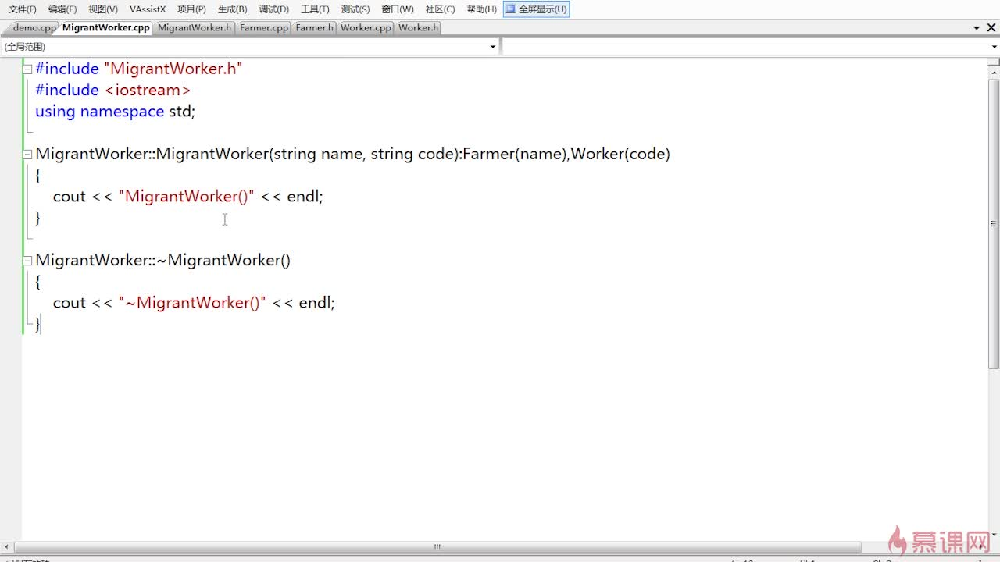 文件(F) 编辑(E) 视图(V) VAssistX 项目(P) 生成(B) 调试(D) 工具(T) 测试(S) 窗口(W) 社区(C) 帮助(H) 全屏显示(U)
demo.cpp MigrantWorker.cpp MigrantWorker.h Farmer.cpp Farmer.h Worker.cpp Worker.h
(全局范围)
#include "MigrantWorker.h"
#include <iostream>
using namespace std;
MigrantWorker::MigrantWorker(string name, string code):Farmer(name),Worker(code)
{
cout << "MigrantWorker()" << endl;
}
MigrantWorker::~MigrantWorker()
{
cout << "~MigrantWorker()" << endl;
}
慕课网